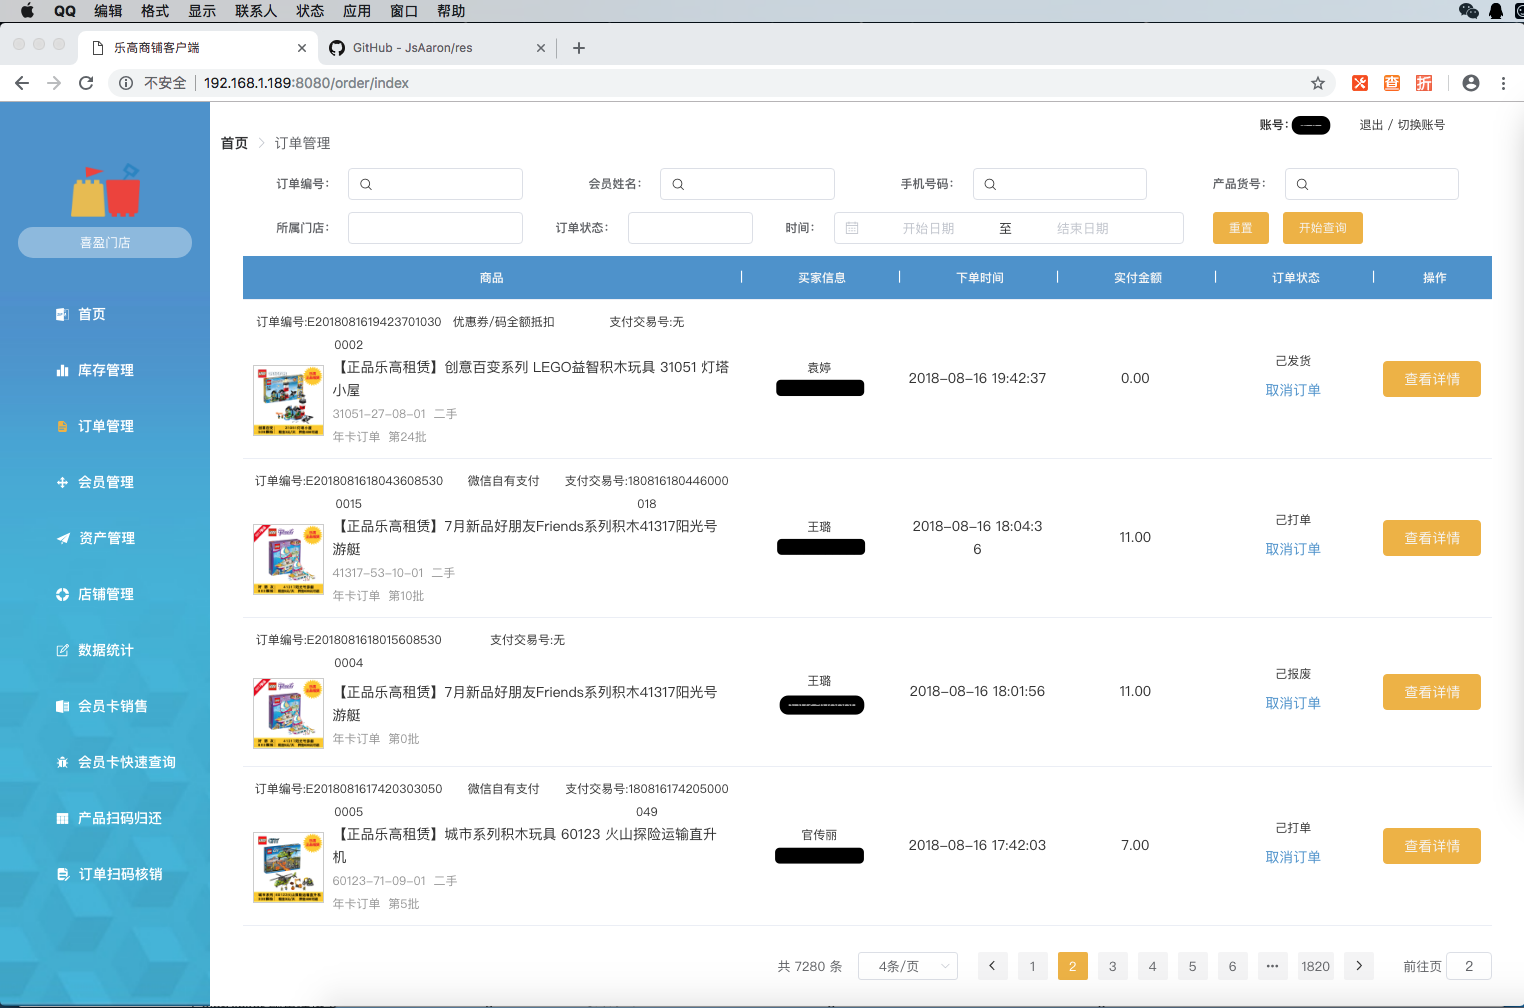 QQ 编辑 格式 显示 联系人 状态 应用 窗口 帮助
乐高商铺客户端
GitHub - JsAaron/res
不安全 192.168.1.189:8080/order/index
查 折
账号: 退出 / 切换账号
首页 订单管理
喜盈门店
首页
库存管理
订单管理
会员管理
资产管理
店铺管理
数据统计
会员卡销售
会员卡快速查询
产品扫码归还
订单扫码核销
订单编号: 会员姓名: 手机号码: 产品货号:
所属门店: 订单状态: 时间: 开始日期 至 结束日期 重置 开始查询
商品 买家信息 下单时间 实付金额 订单状态 操作
订单编号:E2018081619423701030 优惠券/码全额抵扣 支付交易号:无
0002
【正品乐高租赁】创意百变系列 LEGO益智积木玩具 31051 灯塔
小屋
31051-27-08-01 二手
年卡订单 第24批
袁婷
2018-08-16 19:42:37
0.00
己发货
取消订单
查看详情
订单编号:E2018081618043608530 微信自有支付 支付交易号:180816180446000
0015 018
【正品乐高租赁】7月新品好朋友Friends系列积木41317阳光号
游艇
41317-53-10-01 二手
年卡订单 第10批
王璐
2018-08-16 18:04:3
6
11.00
己打单
取消订单
查看详情
订单编号:E2018081618015608530 支付交易号:无
0004
【正品乐高租赁】7月新品好朋友Friends系列积木41317阳光号
游艇
年卡订单 第0批
王璐
2018-08-16 18:01:56
11.00
己报废
取消订单
查看详情
订单编号:E2018081617420303050 微信自有支付 支付交易号:180816174205000
0005 049
【正品乐高租赁】城市系列积木玩具 60123 火山探险运输直升
机
60123-71-09-01 二手
年卡订单 第5批
官传丽
2018-08-16 17:42:03
7.00
己打单
取消订单
查看详情
共 7280 条 4条/页 1 2 3 4 5 6 ••• 1820 前往页 2